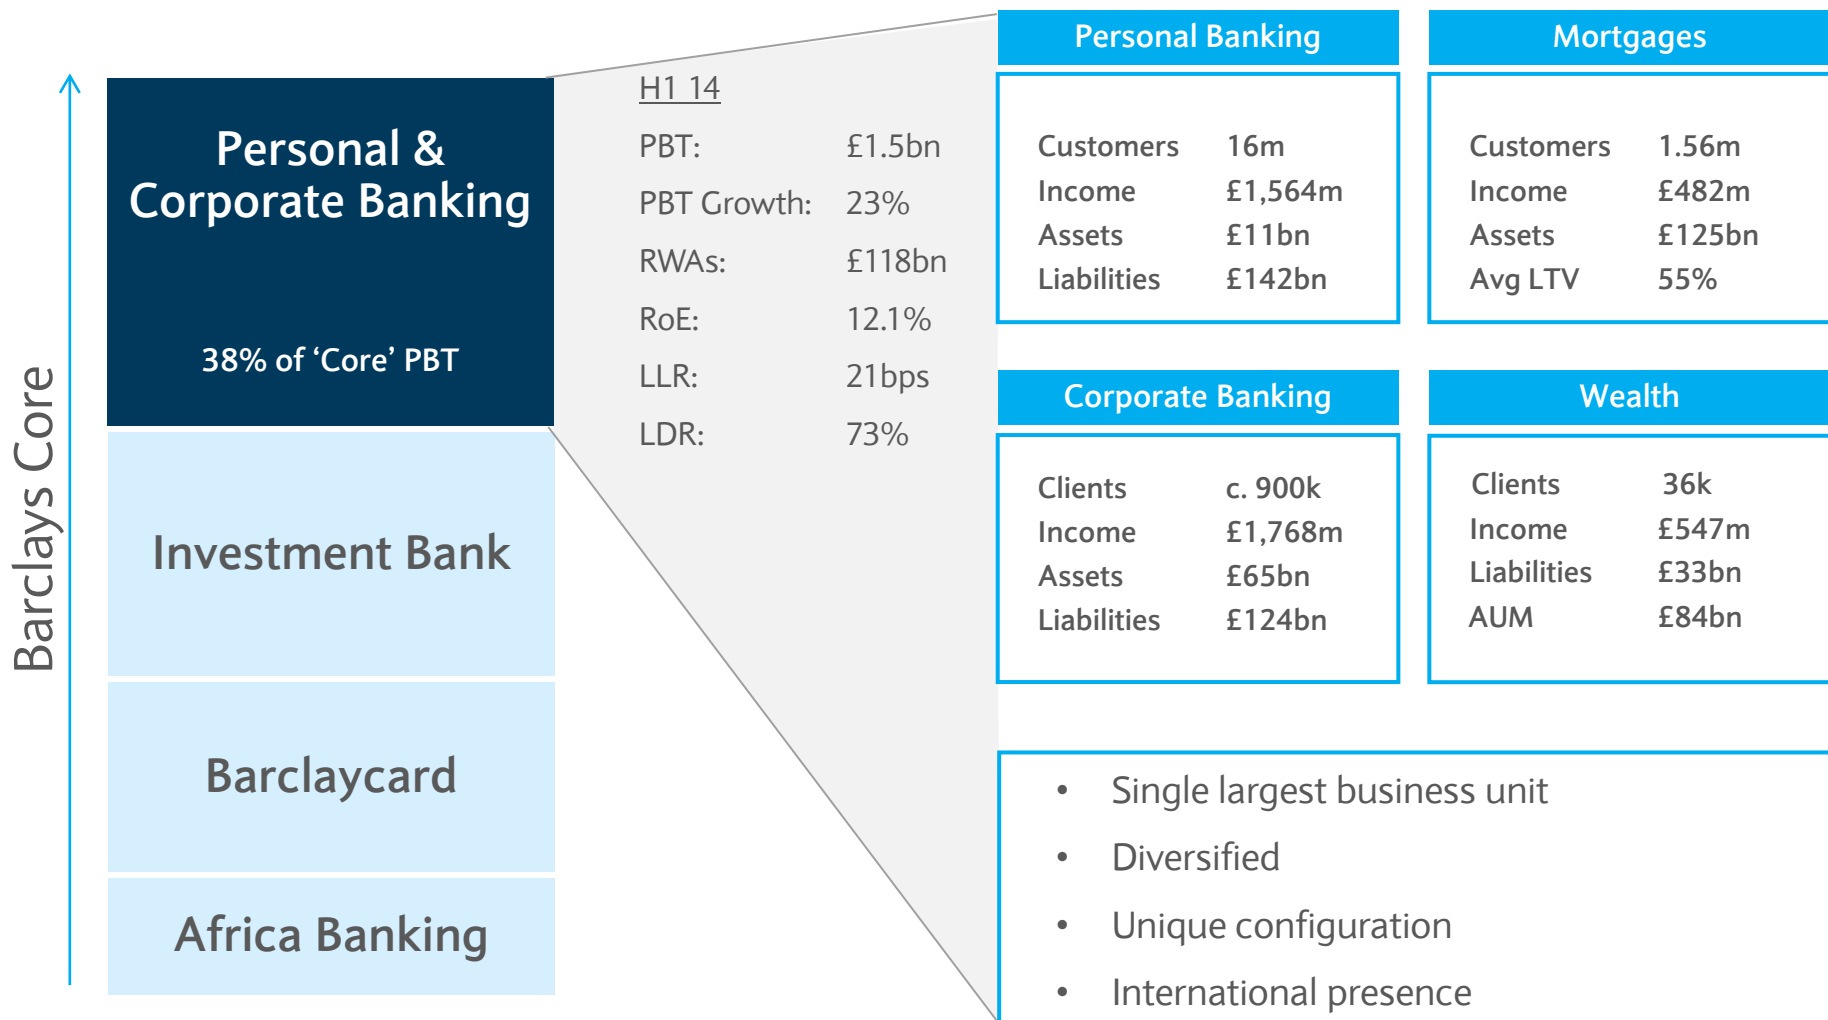 Barclays Core
Personal &
Corporate Banking
38% of ‘Core’ PBT
Investment Bank
Barclaycard
Africa Banking
H1 14
PBT: £1.5bn
PBT Growth: 23%
RWAs: £118bn
RoE: 12.1%
LLR: 21bps
LDR: 73%
Personal Banking
Customers 16m
Income £1,564m
Assets £11bn
Liabilities £142bn
Mortgages
Customers 1.56m
Income £482m
Assets £125bn
Avg LTV 55%
Corporate Banking
Clients c. 900k
Income £1,768m
Assets £65bn
Liabilities £124bn
Wealth
Clients 36k
Income £547m
Liabilities £33bn
AUM £84bn
• Single largest business unit
• Diversified
• Unique configuration
• International presence